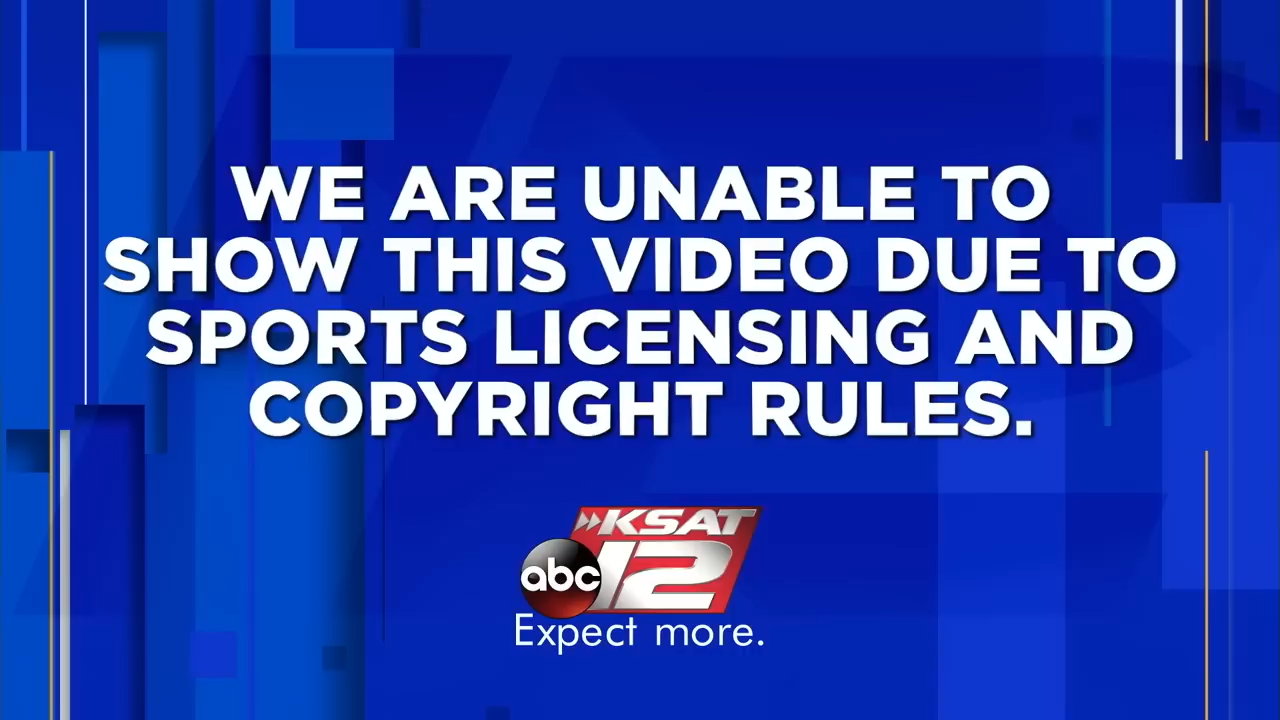 WE ARE UNABLE TO
SHOW THIS VIDEO DUE TO
SPORTS LICENSING AND
COPYRIGHT RULES.
KSAT
abc 12
Expect more.